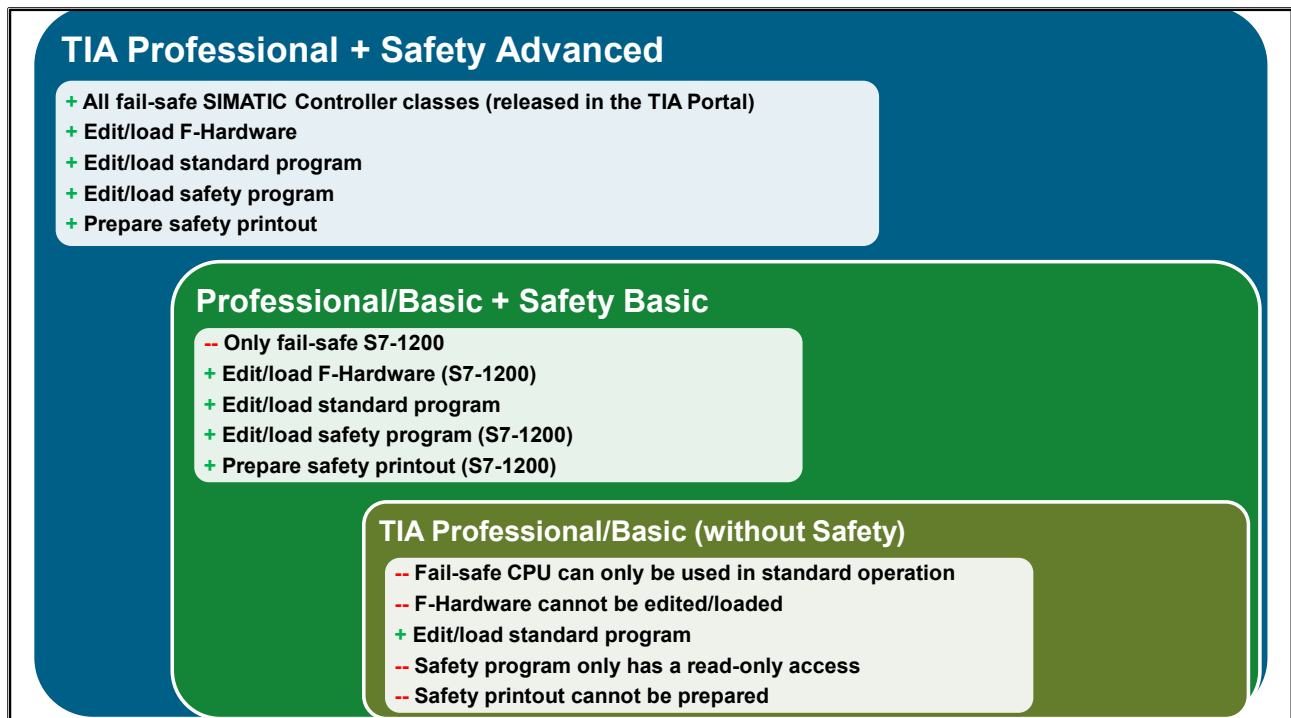 TIA Professional + Safety Advanced
+ All fail-safe SIMATIC Controller classes (released in the TIA Portal)
+ Edit/load F-Hardware
+ Edit/load standard program
+ Edit/load safety program
+ Prepare safety printout
Professional/Basic + Safety Basic
-- Only fail-safe S7-1200
+ Edit/load F-Hardware (S7-1200)
+ Edit/load standard program
+ Edit/load safety program (S7-1200)
+ Prepare safety printout (S7-1200)
TIA Professional/Basic (without Safety)
-- Fail-safe CPU can only be used in standard operation
-- F-Hardware cannot be edited/loaded
+ Edit/load standard program
-- Safety program only has a read-only access
-- Safety printout cannot be prepared